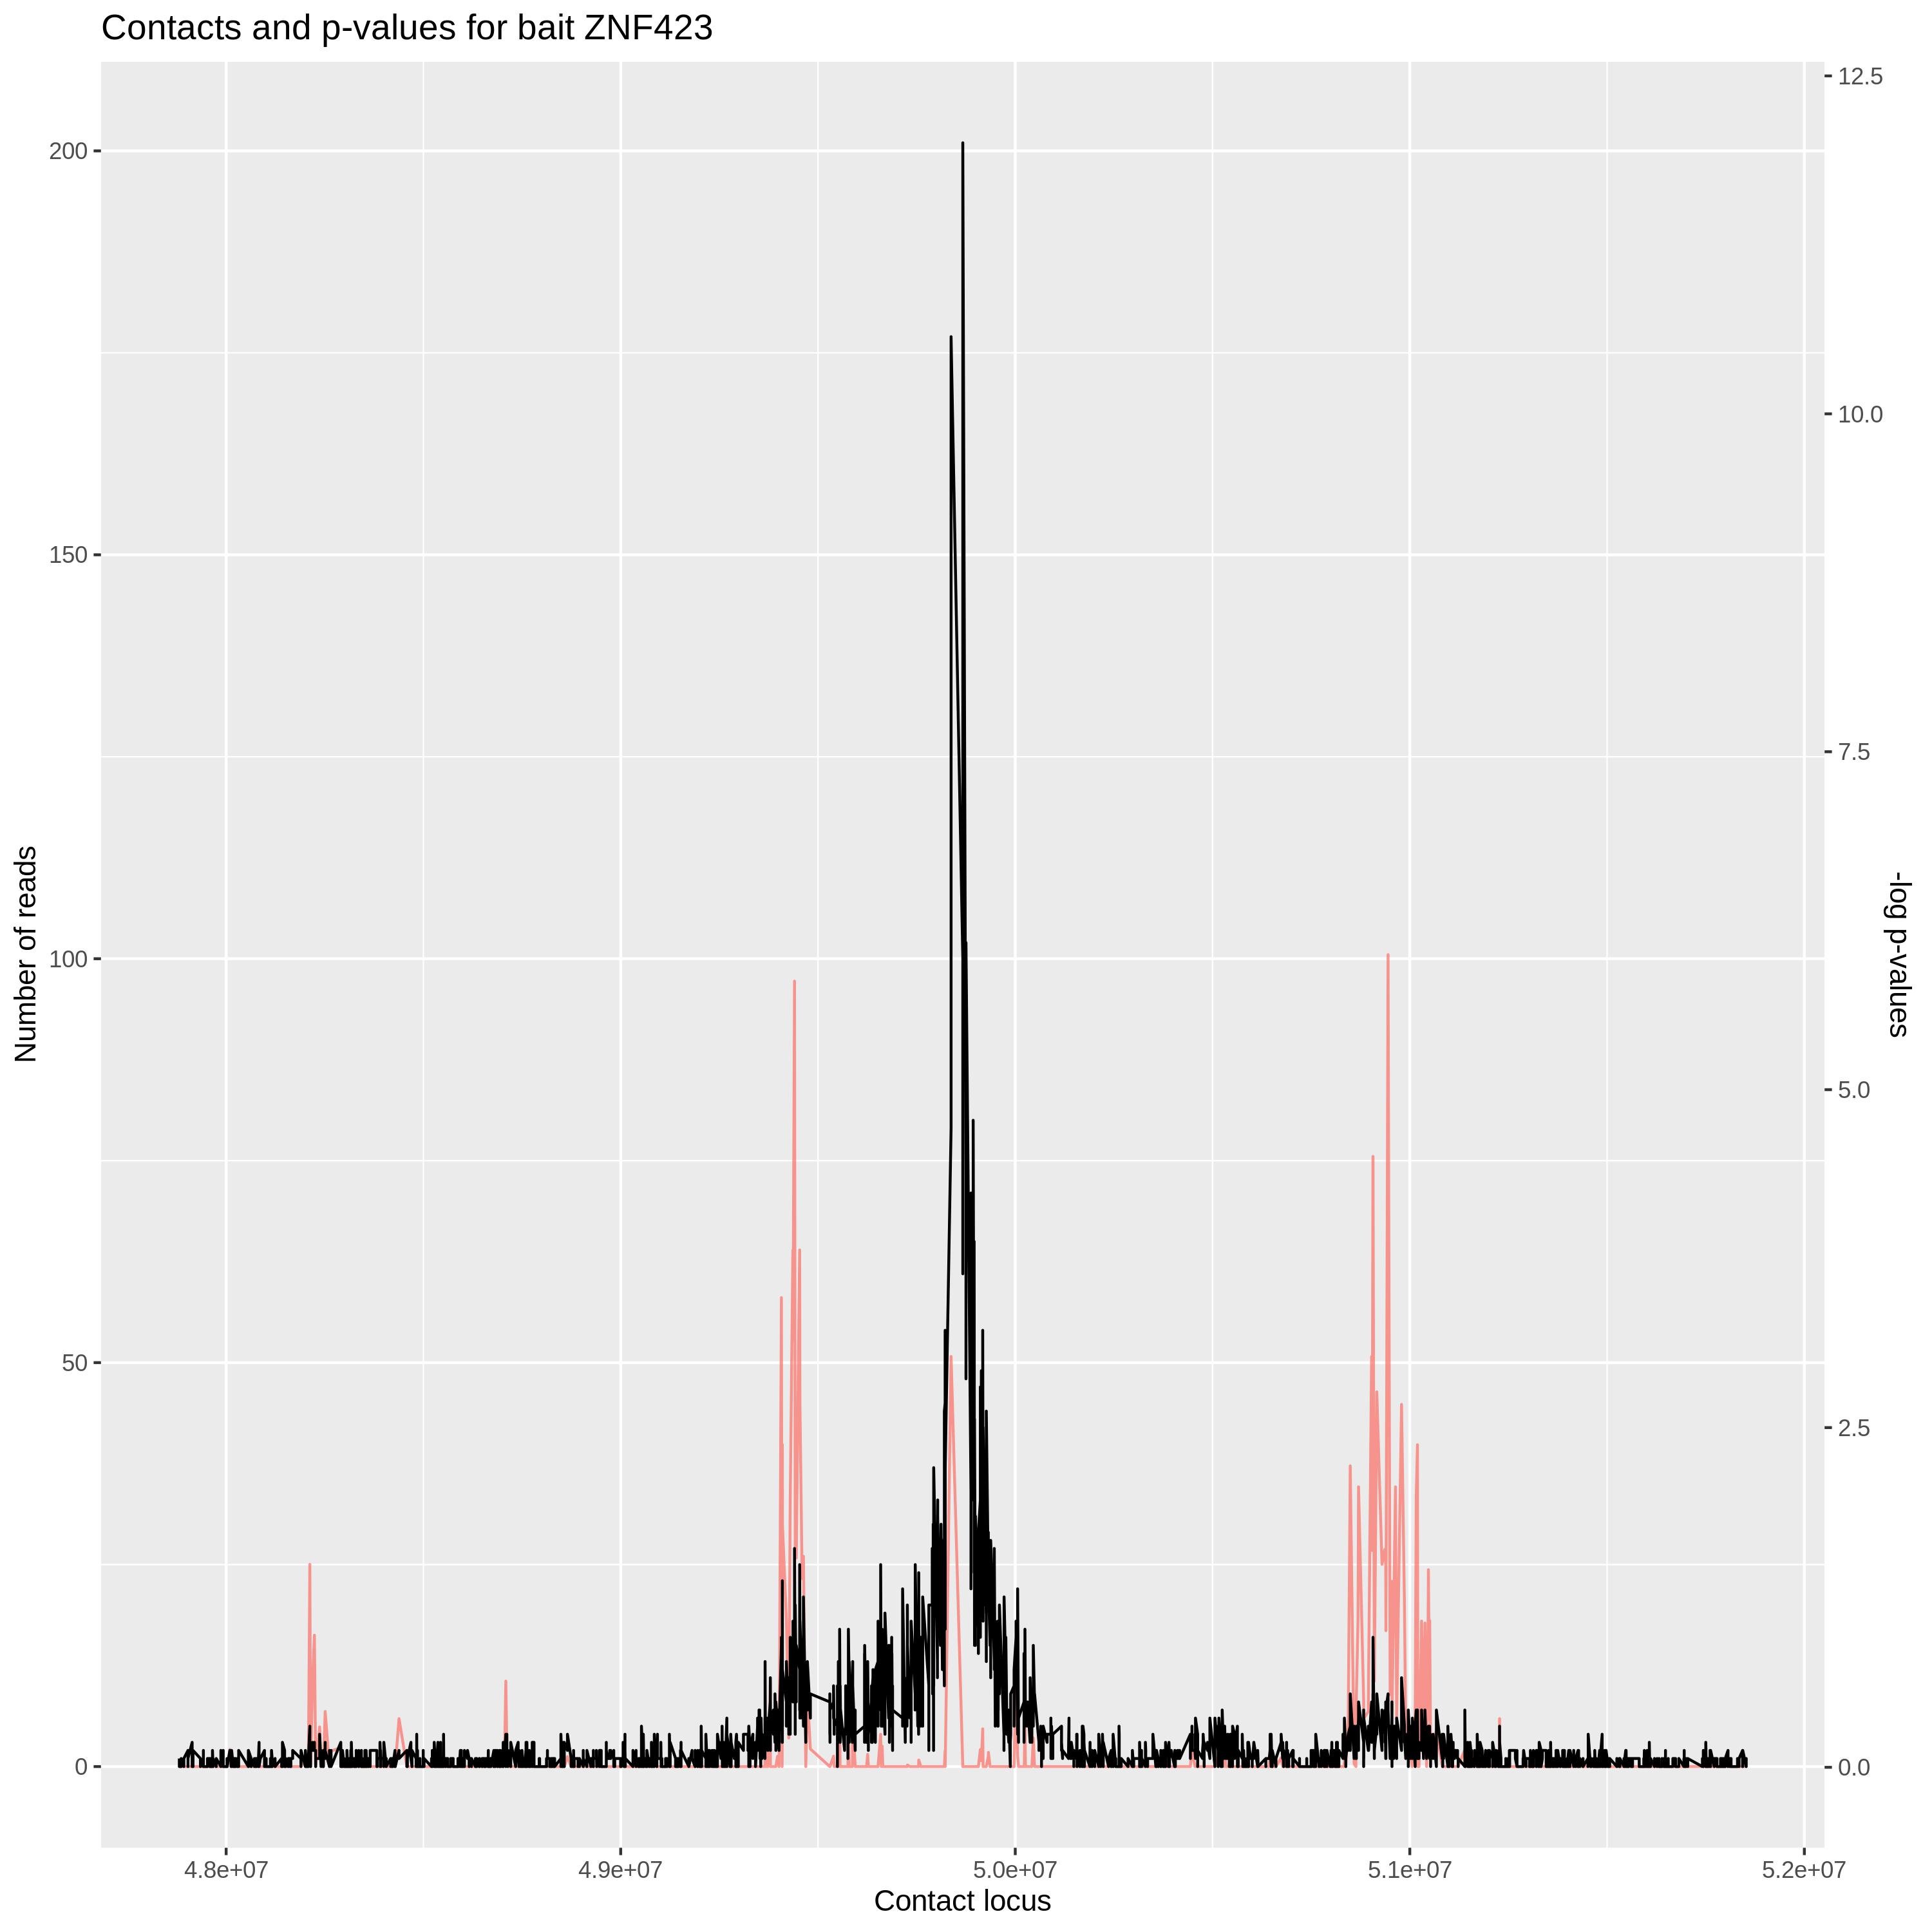 Contacts and p-values for bait ZNF423
200
150
100
50
0
Number of reads
12.5
10.0
7.5
5.0
2.5
0.0
-log p-values
4.8e+07
4.9e+07
5.0e+07
5.1e+07
5.2e+07
Contact locus